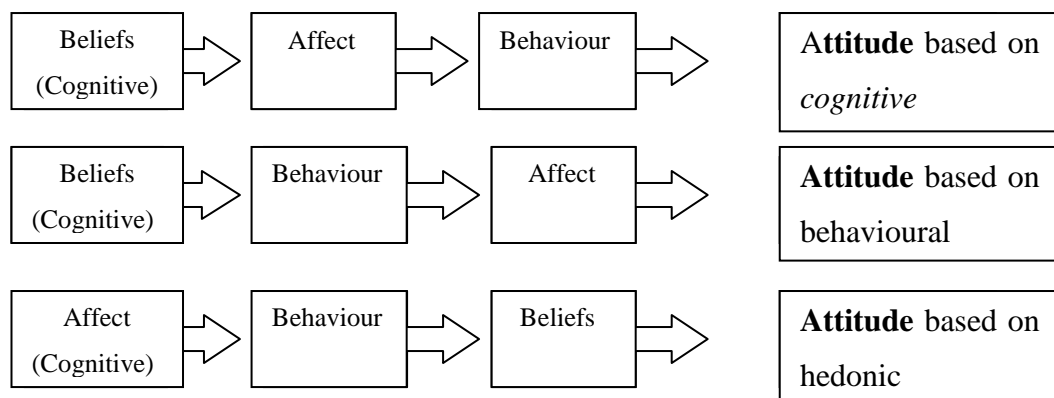 Beliefs
(Cognitive)
Affect
Behaviour
Attitude based on
cognitive
Beliefs
(Cognitive)
Behaviour
Affect
Attitude based on
behavioural
Affect
(Cognitive)
Behaviour
Beliefs
Attitude based on
hedonic